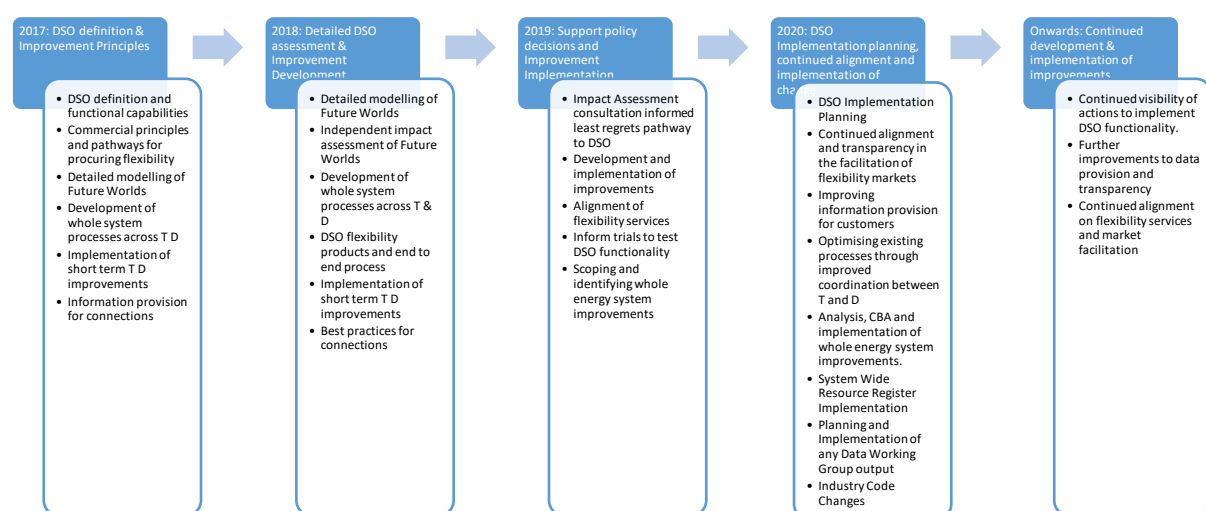 2017: DSO definition &
Improvement Principles
• DSO definition and
functional capabilities
• Commercial principles
and pathways for
procuring flexibility
• Detailed modelling of
Future Worlds
• Development of
whole system
processes across T D
• Implementation of
short term T D
improvements
• Information provision
for connections
2018: Detailed DSO
assessment &
Improvement
Development
• Detailed modelling of
Future Worlds
• Independent impact
assessment of Future
Worlds
• Development of
whole system
processes across T &
D
• DSO flexibility
products and end to
end process
• Implementation of
short term T D
improvements
• Best practices for
connections
2019: Support policy
decisions and
Improvement
Implementation
• Impact Assessment
consultation informed
least regrets pathway
to DSO
• Development and
implementation of
improvements
• Alignment of
flexibility services
• Inform trials to test
DSO functionality
• Scoping and
identifying whole
energy system
improvements
2020: DSO
Implementation planning,
continued alignment and
implementation of
change
• DSO Implementation
Planning
• Continued alignment
and transparency in
the facilitation of
flexibility markets
• Improving
information provision
for customers
• Optimising existing
processes through
improved
coordination between
T and D
• Analysis, CBA and
implementation of
whole energy system
improvements.
• System Wide
Resource Register
Implementation
• Planning and
Implementation of
any Data Working
Group output
• Industry Code
Changes
Onwards: Continued
development &
implementation of
improvements
• Continued visibility of
actions to implement
DSO functionality.
• Further
improvements to data
provision and
transparency
• Continued alignment
on flexibility services
and market
facilitation